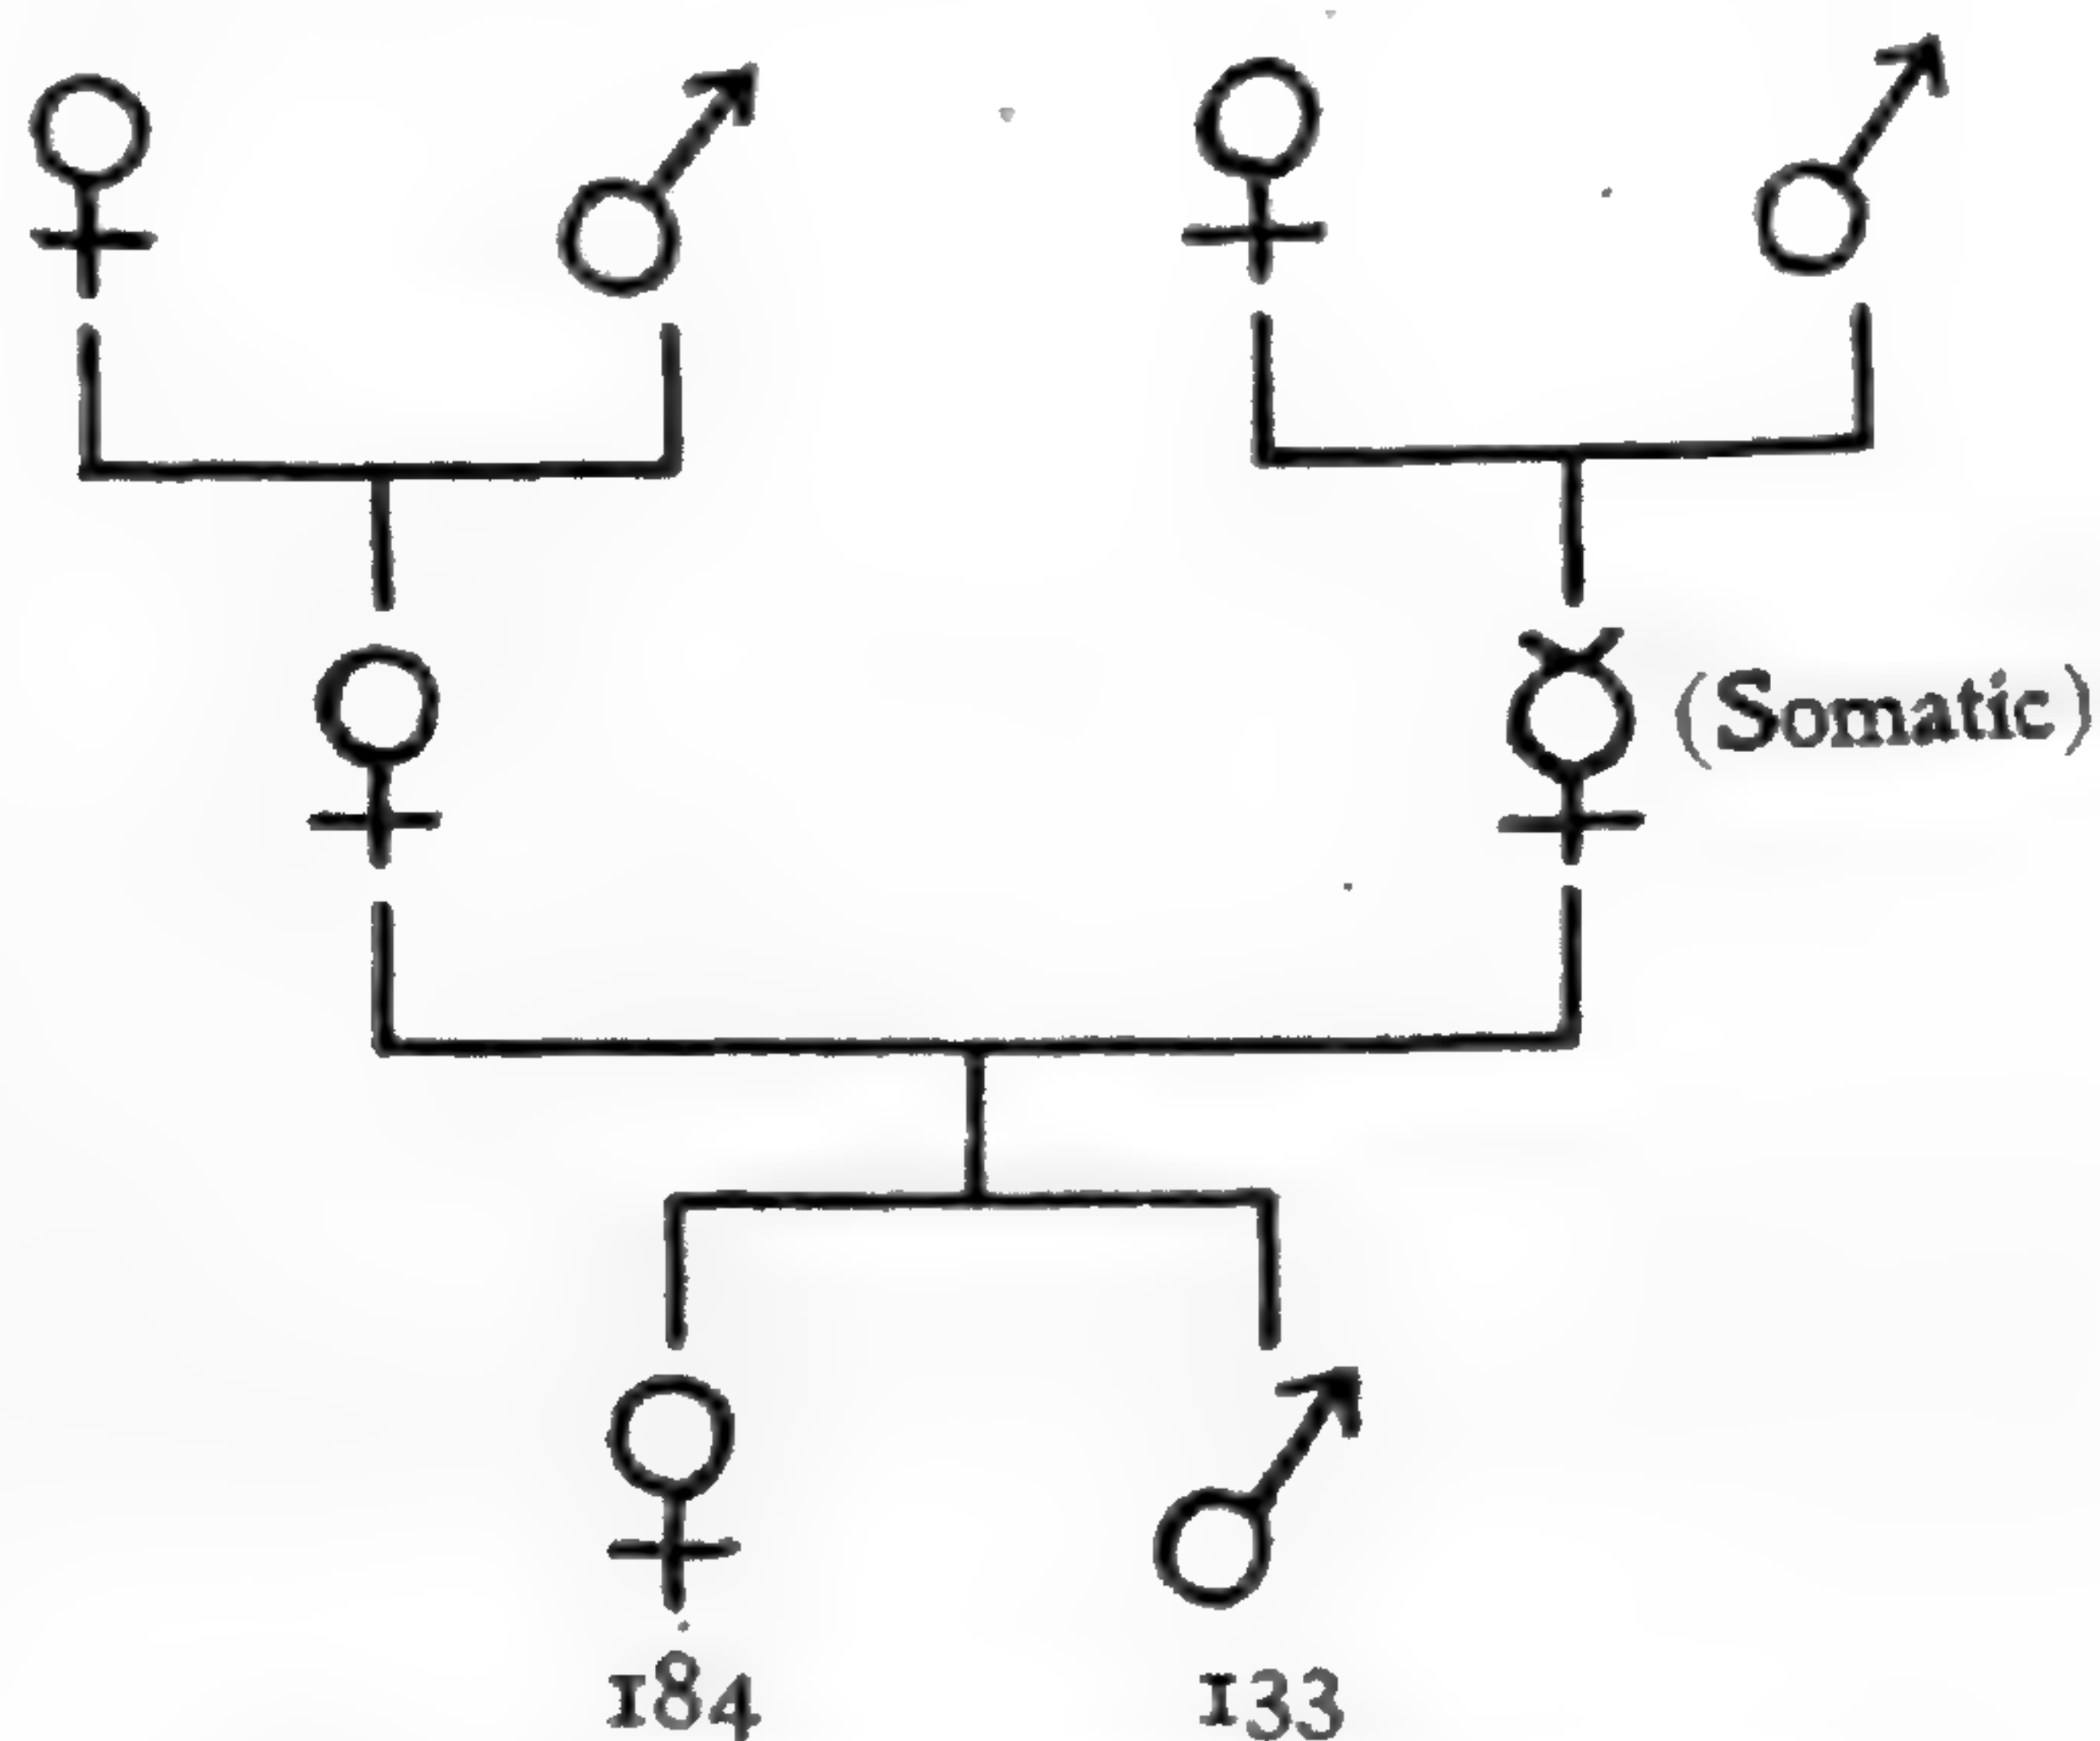 ♀ ♂ ♀ ♂
♀ ☿ (Somatic)
♀ ♂
184 133